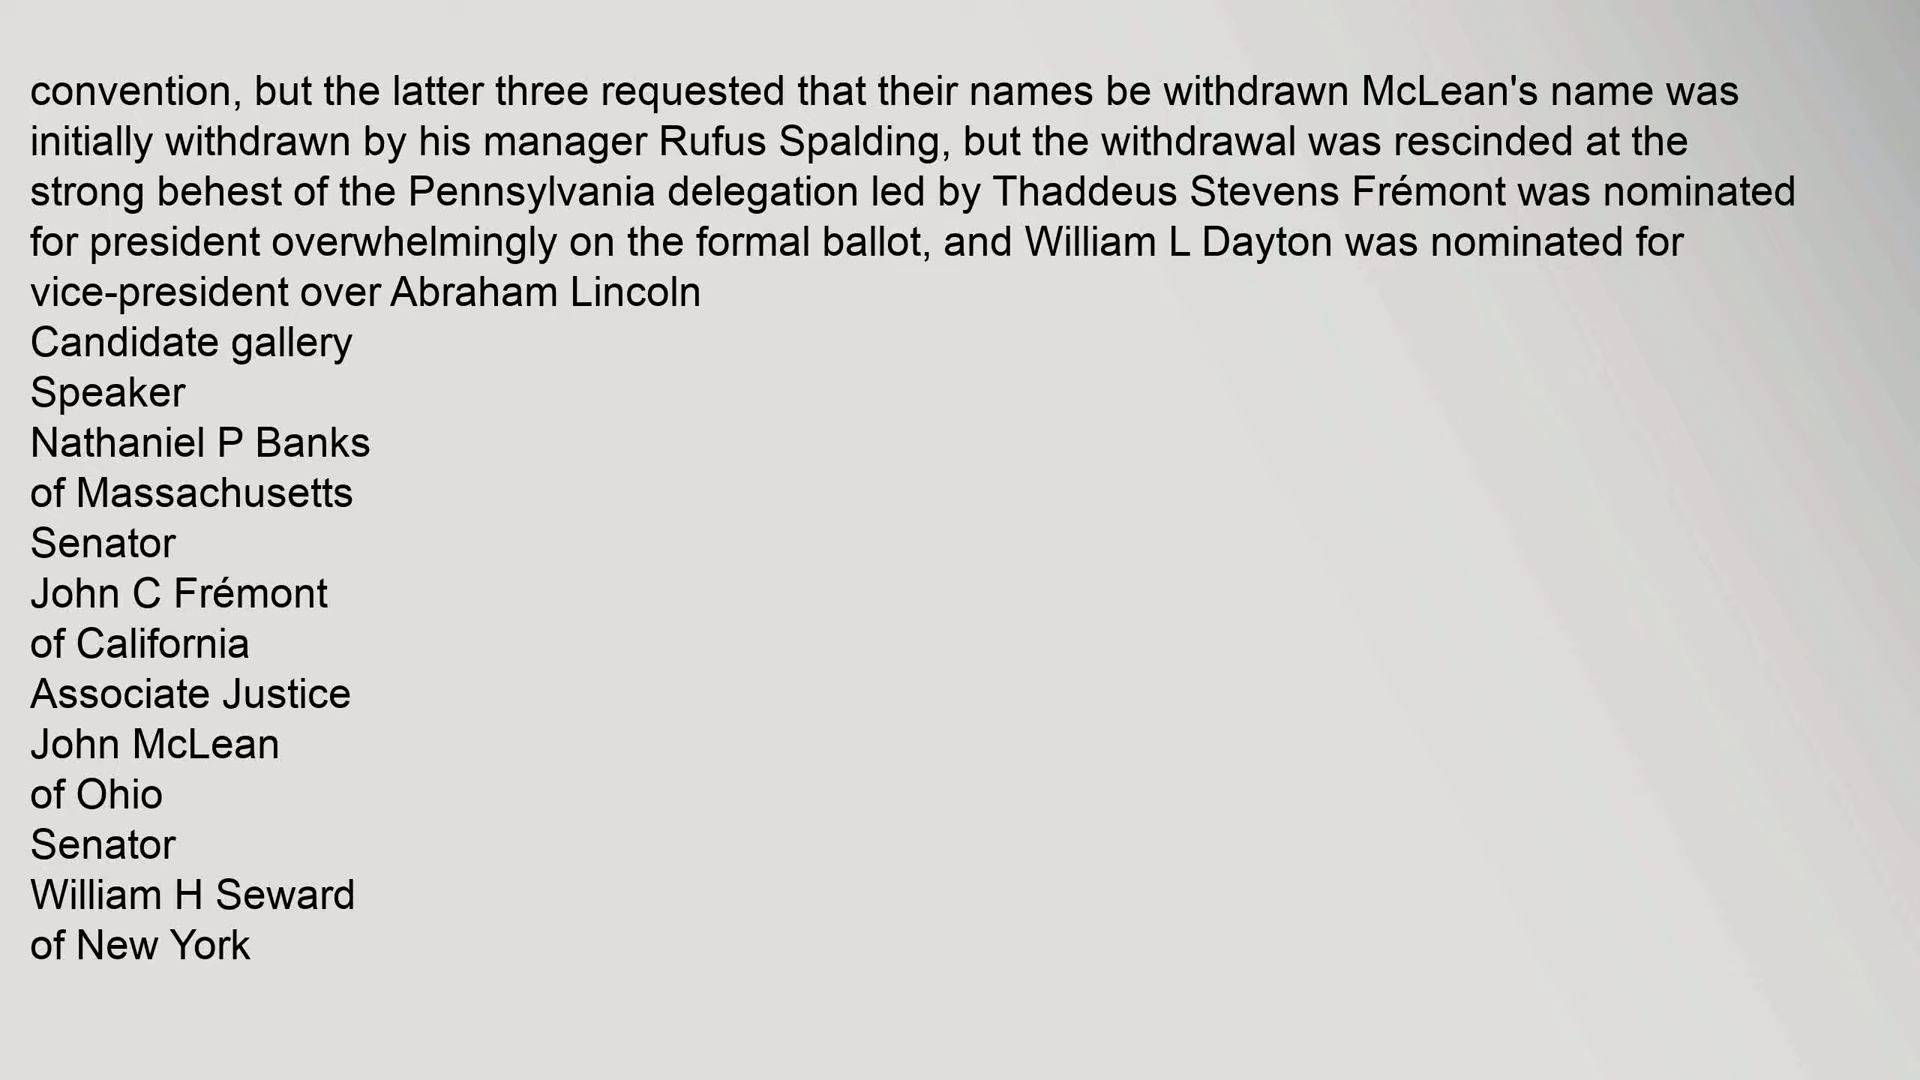 convention, but the latter three requested that their names be withdrawn McLean's name was
initially withdrawn by his manager Rufus Spalding, but the withdrawal was rescinded at the
strong behest of the Pennsylvania delegation led by Thaddeus Stevens Frémont was nominated
for president overwhelmingly on the formal ballot, and William L Dayton was nominated for
vice-president over Abraham Lincoln
Candidate gallery
Speaker
Nathaniel P Banks
of Massachusetts
Senator
John C Frémont
of California
Associate Justice
John McLean
of Ohio
Senator
William H Seward
of New York